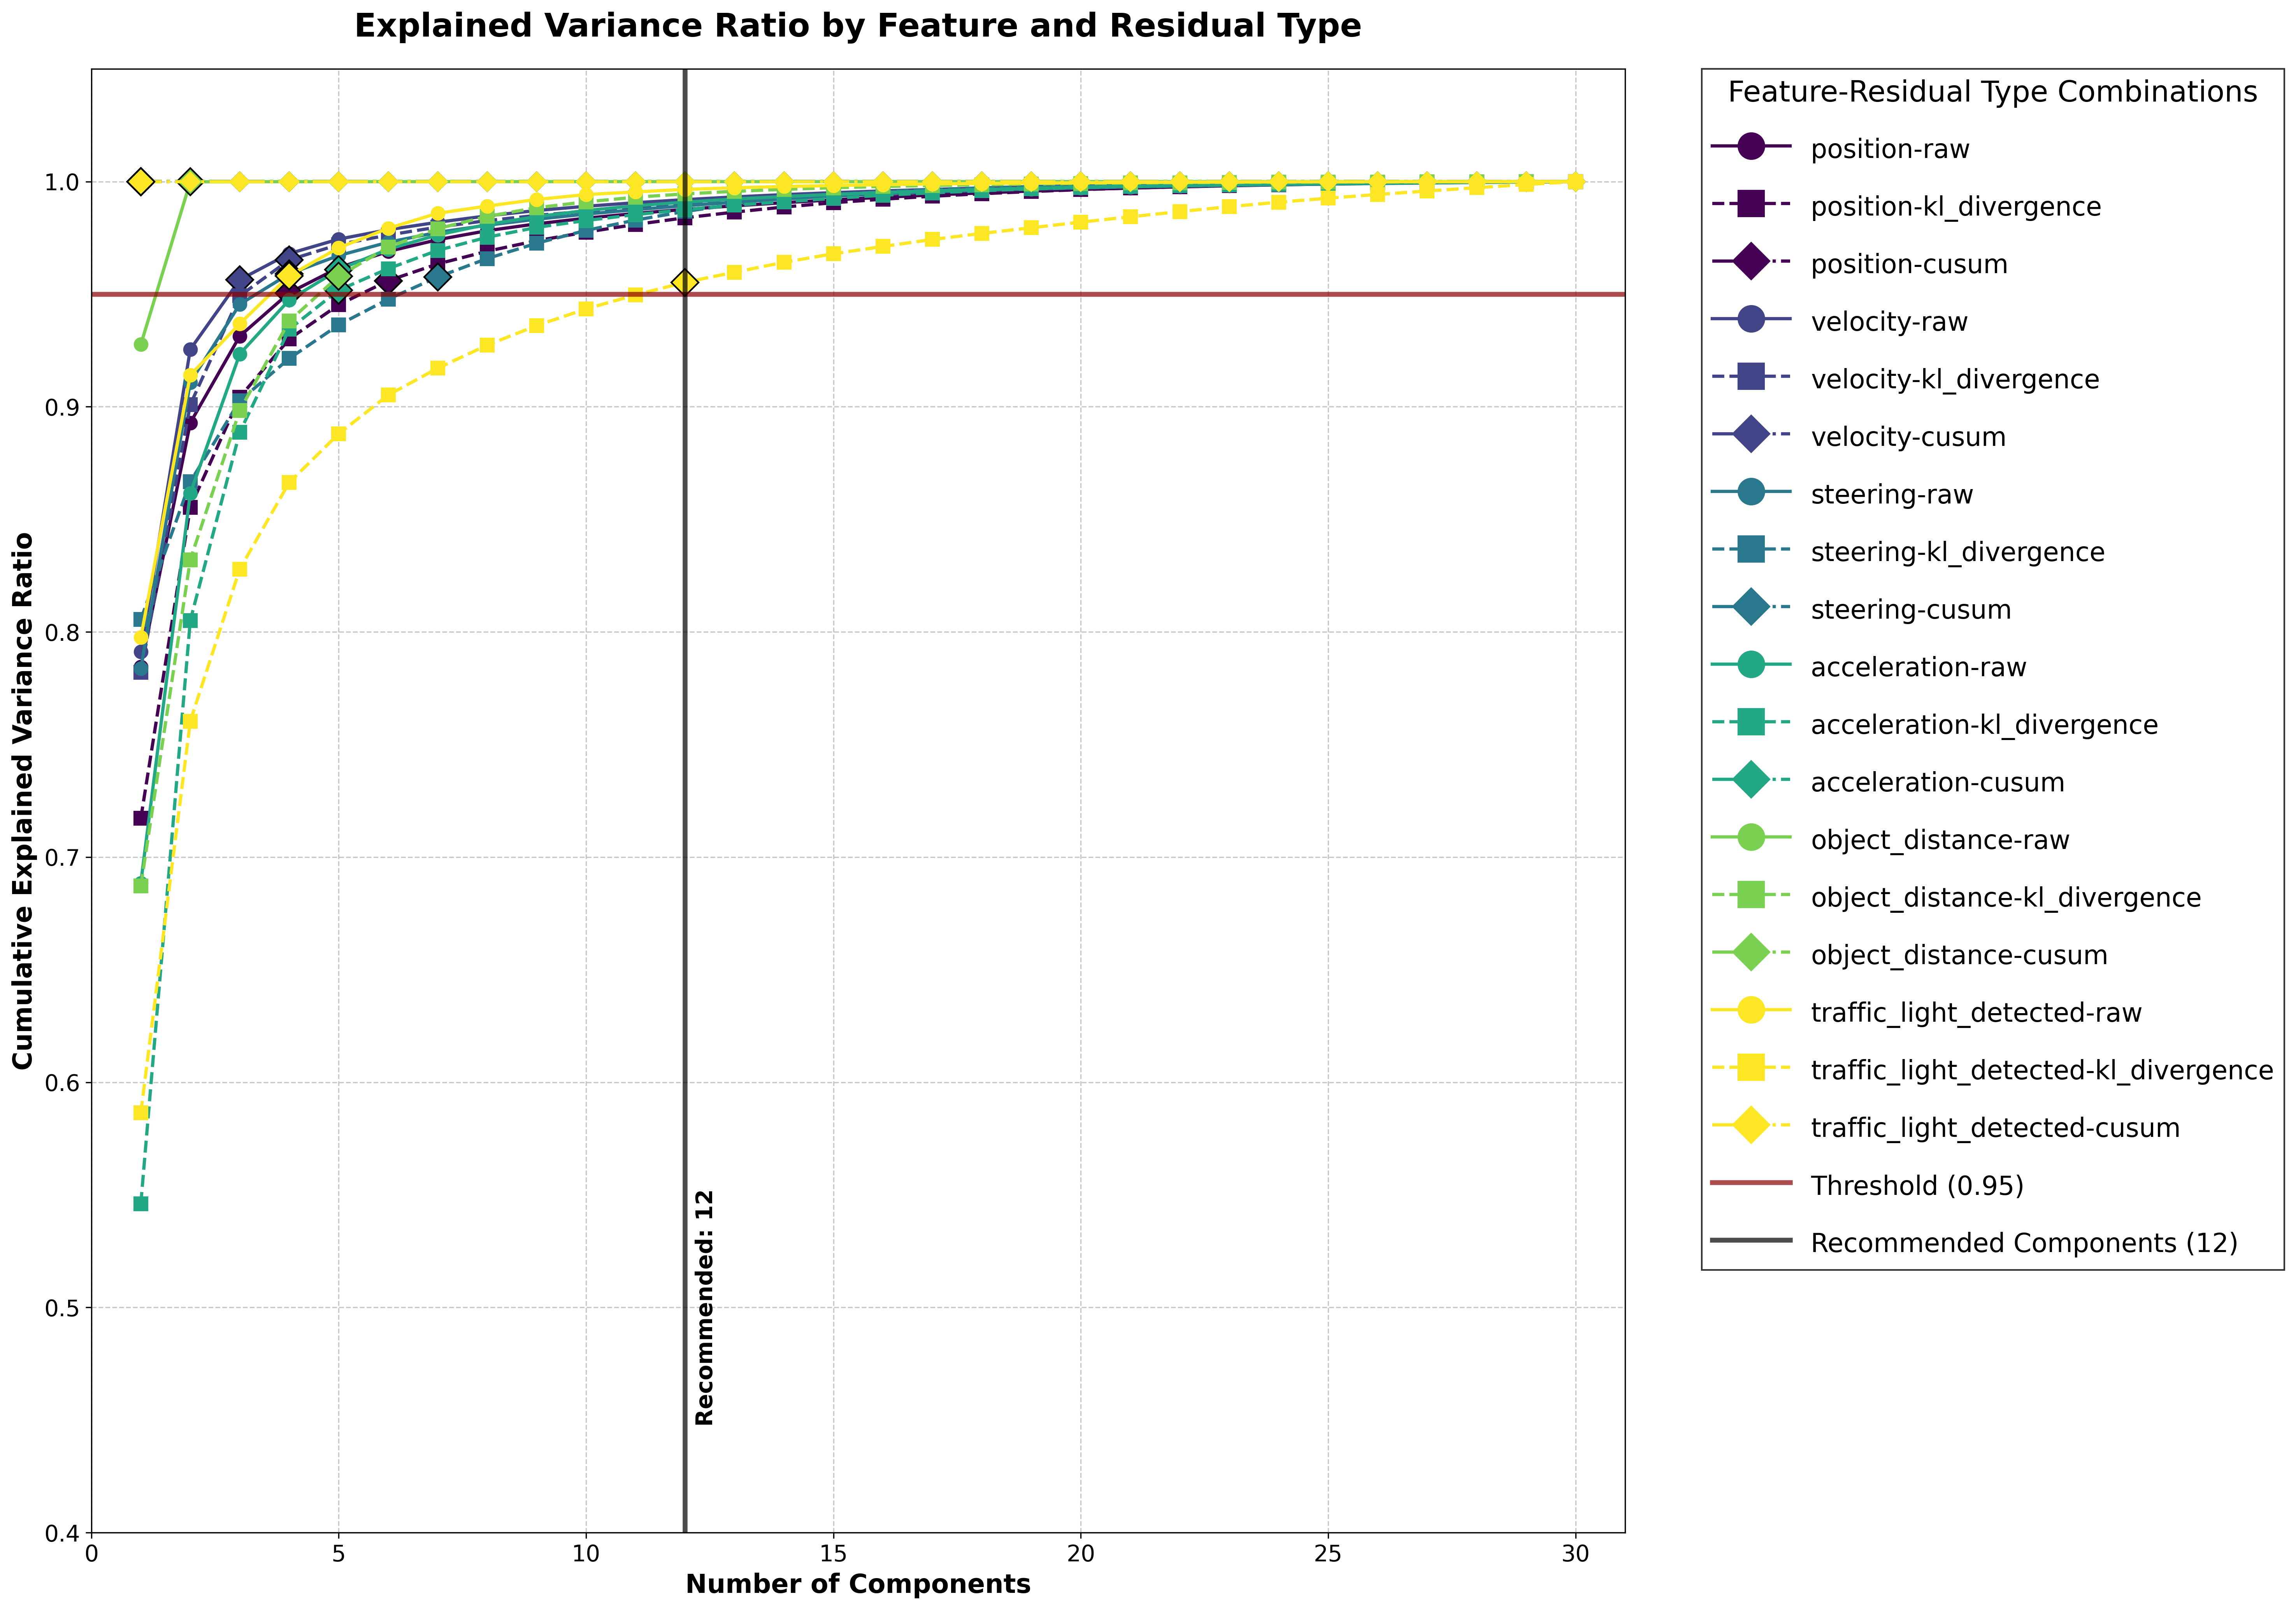 Explained Variance Ratio by Feature and Residual Type
Cumulative Explained Variance Ratio
1.0
0.9
0.8
0.7
0.6
0.5
0.4
0
5
10
15
20
25
30
Number of Components
Recommended: 12
Feature-Residual Type Combinations
position-raw
position-kl_divergence
position-cusum
velocity-raw
velocity-kl_divergence
velocity-cusum
steering-raw
steering-kl_divergence
steering-cusum
acceleration-raw
acceleration-kl_divergence
acceleration-cusum
object_distance-raw
object_distance-kl_divergence
object_distance-cusum
traffic_light_detected-raw
traffic_light_detected-kl_divergence
traffic_light_detected-cusum
Threshold (0.95)
Recommended Components (12)